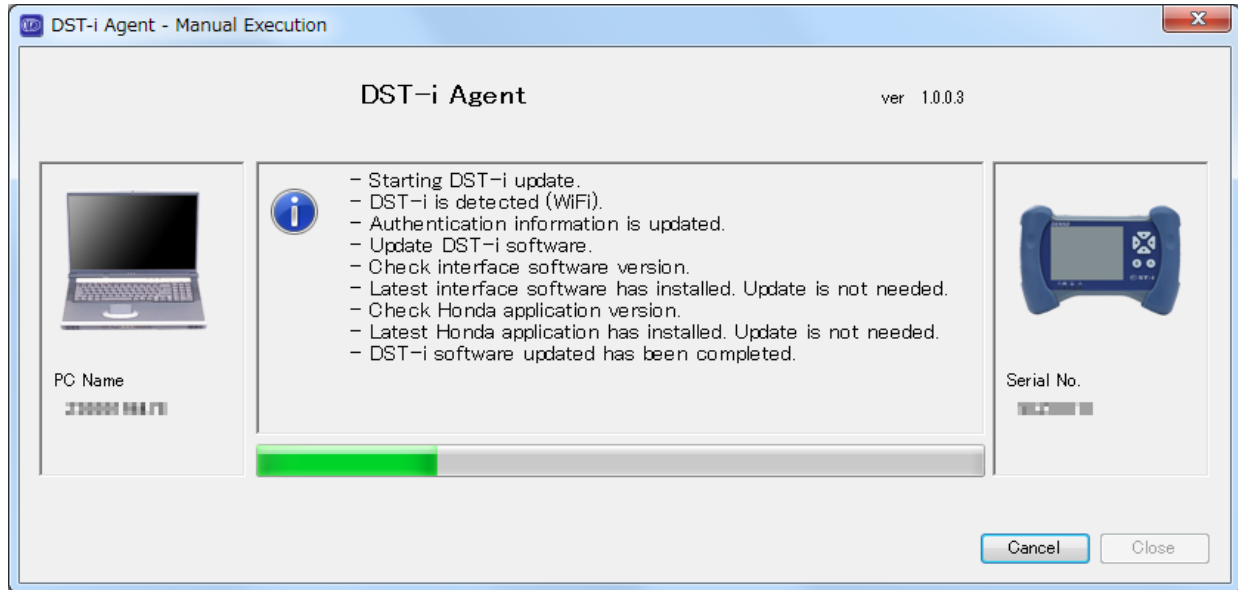 DST-i Agent - Manual Execution
DST-i Agent
ver 1.0.0.3
- Starting DST-i update.
- DST-i is detected (WiFi).
- Authentication information is updated.
- Update DST-i software.
- Check interface software version.
- Latest interface software has installed. Update is not needed.
- Check Honda application version.
- Latest Honda application has installed. Update is not needed.
- DST-i software updated has been completed.
PC Name
Serial No.
Cancel
Close